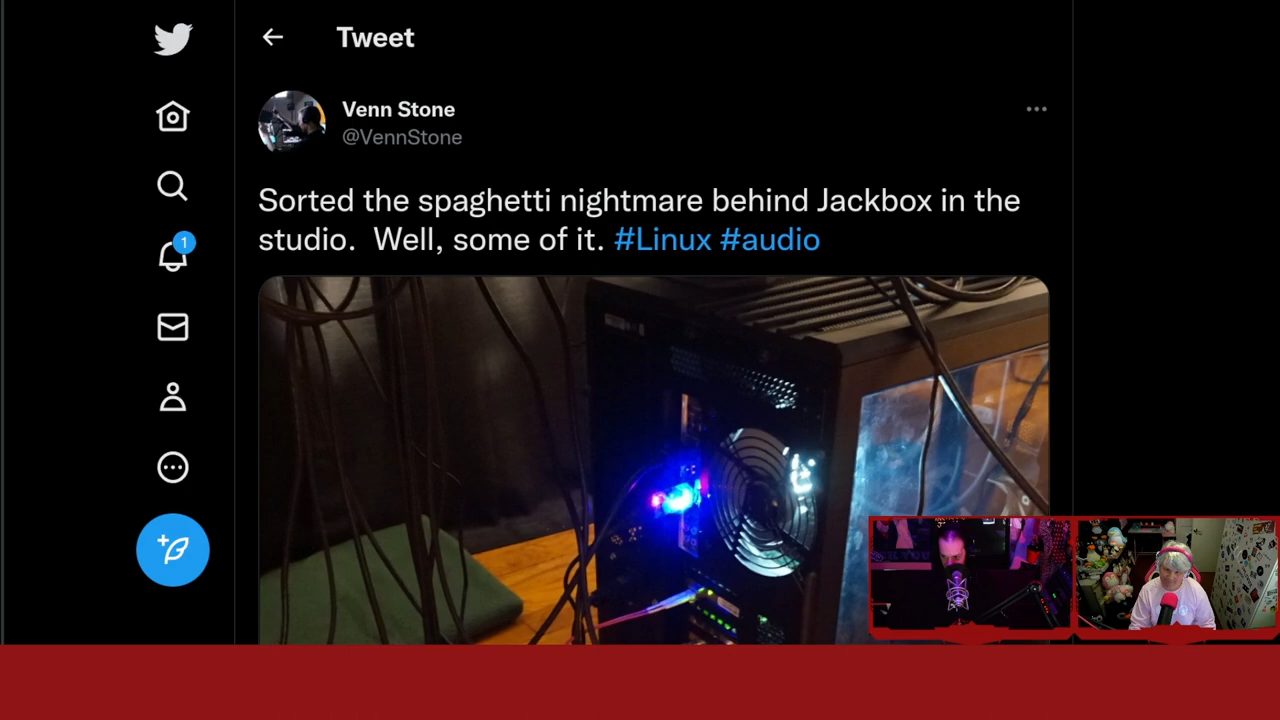 Tweet
Venn Stone
@VennStone
Sorted the spaghetti nightmare behind Jackbox in the
studio.  Well, some of it. #Linux #audio
1